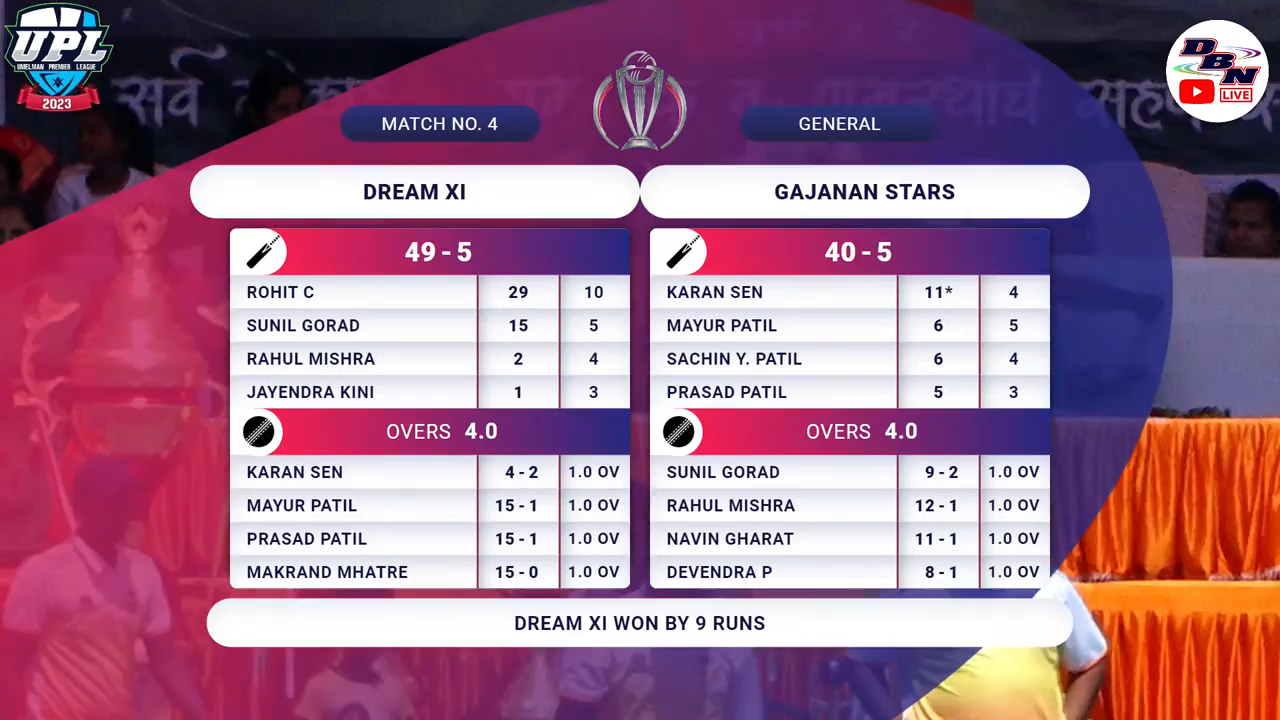 UPL
UMELMAN PREMIER LEAGUE
2023
DBN
LIVE
सर्व
MATCH NO. 4
GENERAL
DREAM XI
GAJANAN STARS
49 - 5
ROHIT C 29 10
SUNIL GORAD 15 5
RAHUL MISHRA 2 4
JAYENDRA KINI 1 3
OVERS 4.0
KARAN SEN 4 - 2 1.0 OV
MAYUR PATIL 15 - 1 1.0 OV
PRASAD PATIL 15 - 1 1.0 OV
MAKRAND MHATRE 15 - 0 1.0 OV
40 - 5
KARAN SEN 11* 4
MAYUR PATIL 6 5
SACHIN Y. PATIL 6 4
PRASAD PATIL 5 3
OVERS 4.0
SUNIL GORAD 9 - 2 1.0 OV
RAHUL MISHRA 12 - 1 1.0 OV
NAVIN GHARAT 11 - 1 1.0 OV
DEVENDRA P 8 - 1 1.0 OV
DREAM XI WON BY 9 RUNS